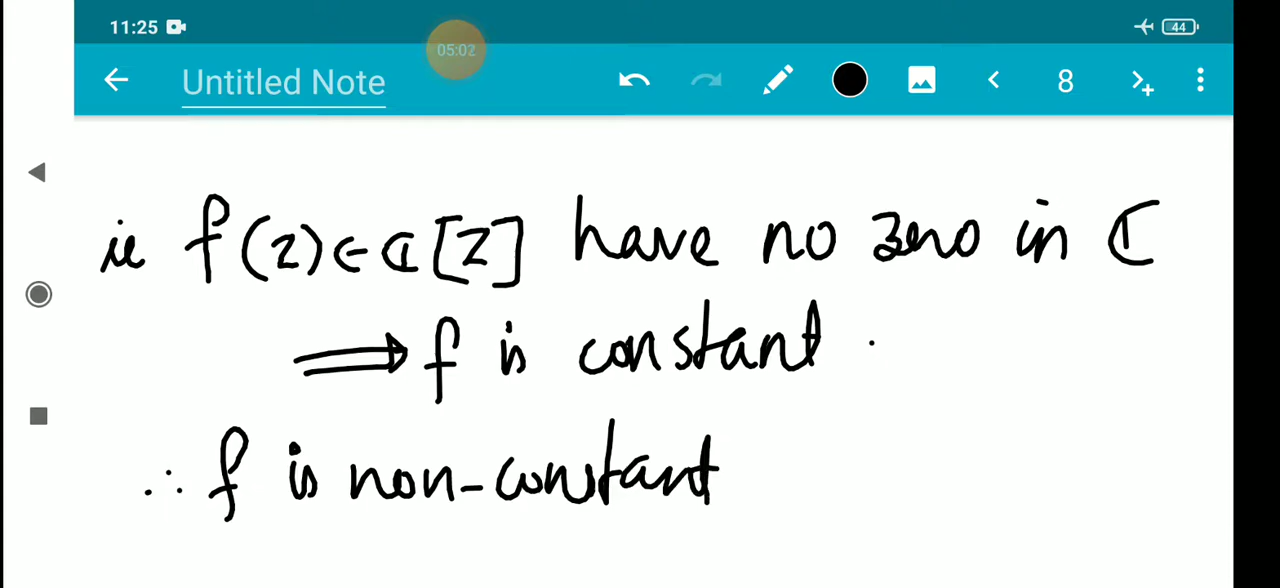 11:25
05:02
44
Untitled Note
8
ie f(z)∈ℂ[z] have no zero in ℂ
⟹ f is constant .
∴ f is non-constant